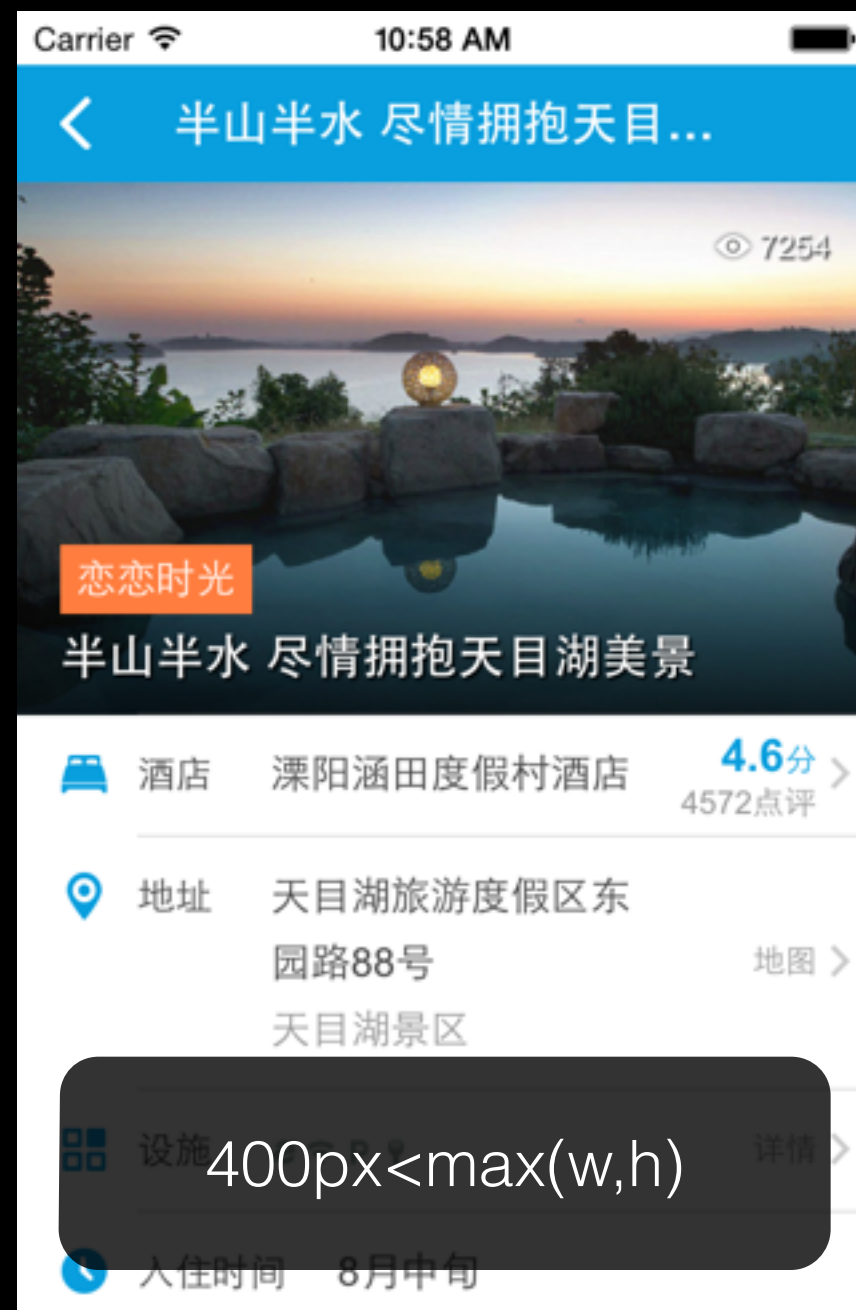 Carrier
10:58 AM
半山半水 尽情拥抱天目...
7254
恋恋时光
半山半水 尽情拥抱天目湖美景
酒店 溧阳涵田度假村酒店 4.6分
4572点评
地址 天目湖旅游度假区东
园路88号 地图
天目湖景区
设施 详情
400px<max(w,h)
入住时间 8月中旬